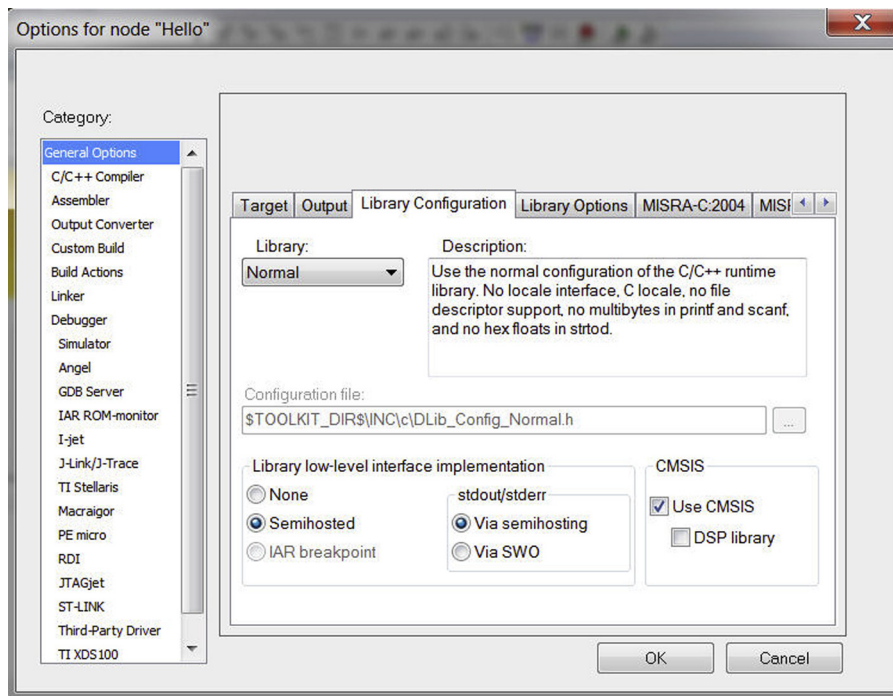 Options for node "Hello"
Category:
General Options
C/C++ Compiler
Assembler
Output Converter
Custom Build
Build Actions
Linker
Debugger
Simulator
Angel
GDB Server
IAR ROM-monitor
I-jet
J-Link/J-Trace
TI Stellaris
Macraigor
PE micro
RDI
JTAGjet
ST-LINK
Third-Party Driver
TI XDS100
Target Output Library Configuration Library Options MISRA-C:2004
Library:
Normal
Description:
Use the normal configuration of the C/C++ runtime
library. No locale interface, C locale, no file
descriptor support, no multibytes in printf and scanf,
and no hex floats in strtod.
Configuration file:
$TOOLKIT_DIR$\INC\c\DLib_Config_Normal.h
...
Library low-level interface implementation
None
Semihosted
IAR breakpoint
stdout/stderr
Via semihosting
Via SWO
CMSIS
Use CMSIS
DSP library
OK Cancel